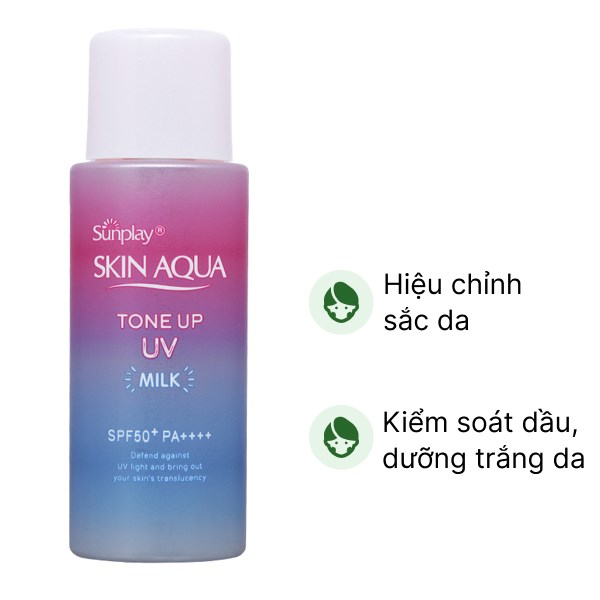 Sunplay®
SKIN AQUA
TONE UP
UV
MILK
SPF50+ PA++++
Defend against
UV light and bring out
your skin's translucency
Hiệu chỉnh
sắc da
Kiểm soát dầu,
dưỡng trắng da